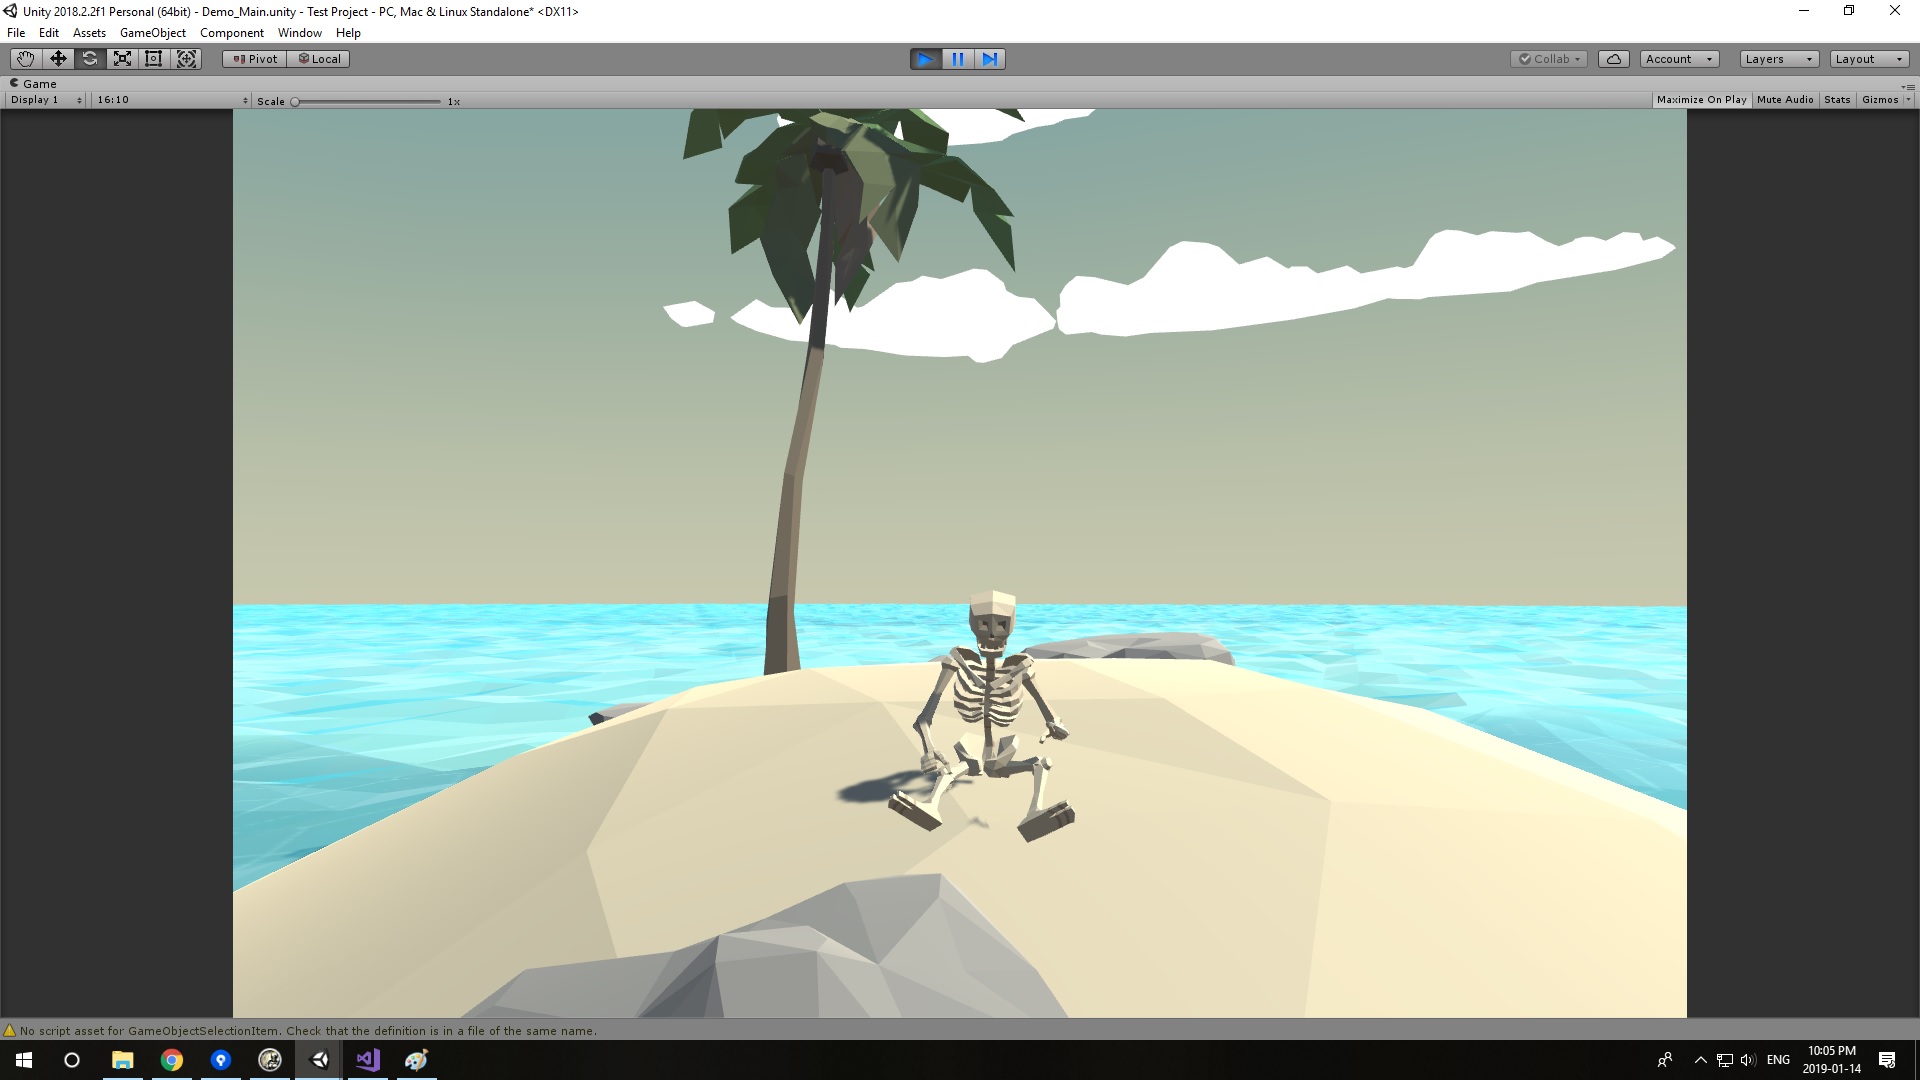 Unity 2018.2.2f1 Personal (64bit) - Demo_Main.unity - Test Project - PC, Mac & Linux Standalone* <DX11>
File Edit Assets GameObject Component Window Help
Pivot Local Collab Account Layers Layout
Game
Display 1 16:10 Scale 1x Maximize On Play Mute Audio Stats Gizmos
No script asset for GameObjectSelectionItem. Check that the definition is in a file of the same name.
ENG
10:05 PM
2019-01-14